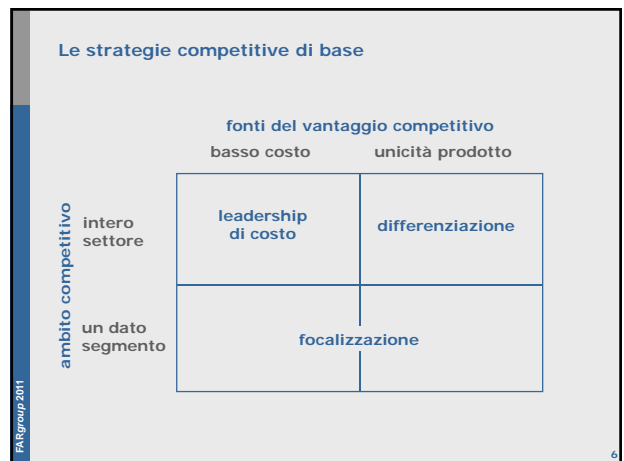 Le strategie competitive di base
fonti del vantaggio competitivo
basso costo unicità prodotto
ambito competitivo
intero
settore
leadership
di costo
differenziazione
un dato
segmento
focalizzazione
FARgroup 2011
6